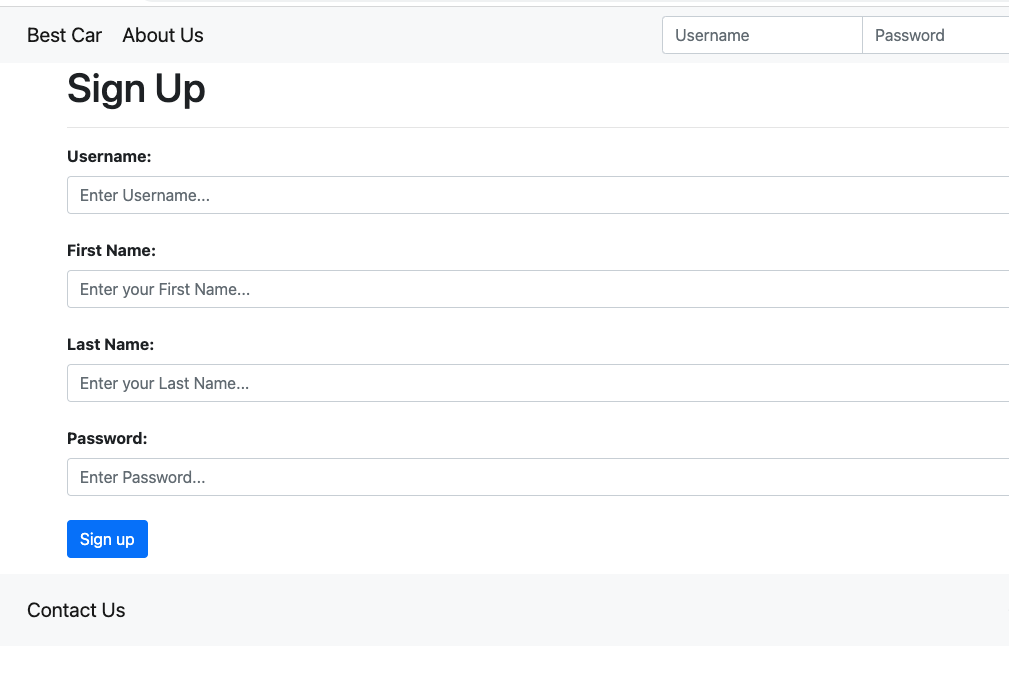 Best Car About Us Username Password
Sign Up
Username:
Enter Username...
First Name:
Enter your First Name...
Last Name:
Enter your Last Name...
Password:
Enter Password...
Sign up
Contact Us